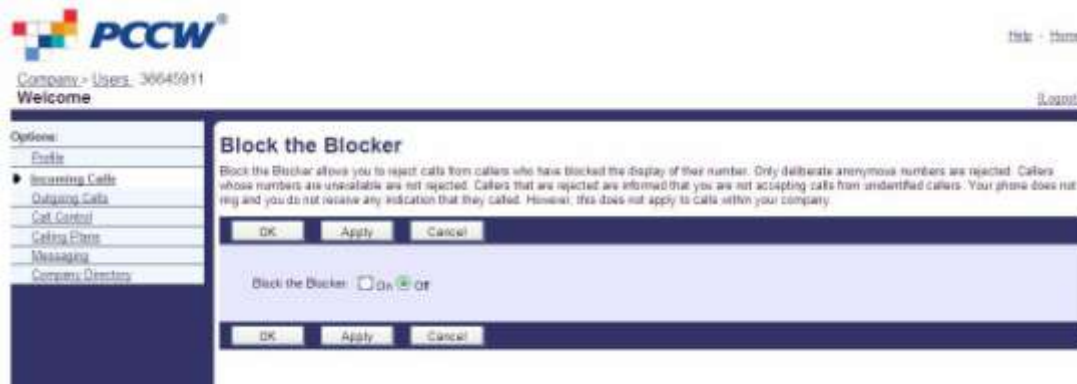 PCCW®
Help - Home
Company > Users 36645911
Welcome
[Logout
Options:
Profile
Incoming Calls
Outgoing Calls
Call Control
Calling Plans
Messaging
Company Directory
Block the Blocker
Block the Blocker allows you to reject calls from callers who have blocked the display of their number. Only deliberate anonymous numbers are rejected. Callers
whose numbers are unavailable are not rejected. Callers that are rejected are informed that you are not accepting calls from unidentified callers. Your phone does not
ring and you do not receive any indication that they called. However, this does not apply to calls within your company.
OK Apply Cancel
Block the Blocker: On Off
OK Apply Cancel